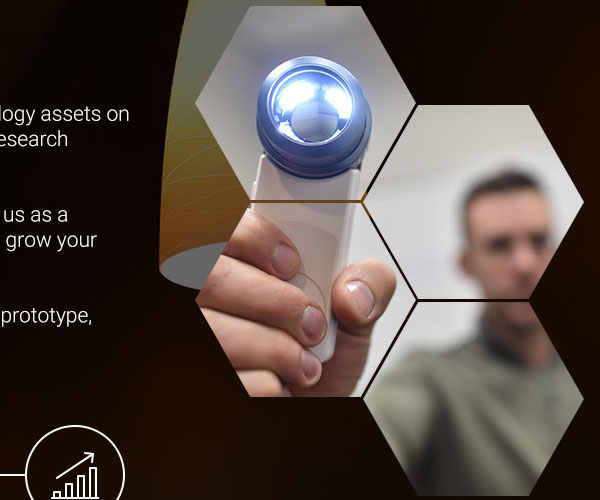 logy assets on
esearch
us as a
grow your
prototype,